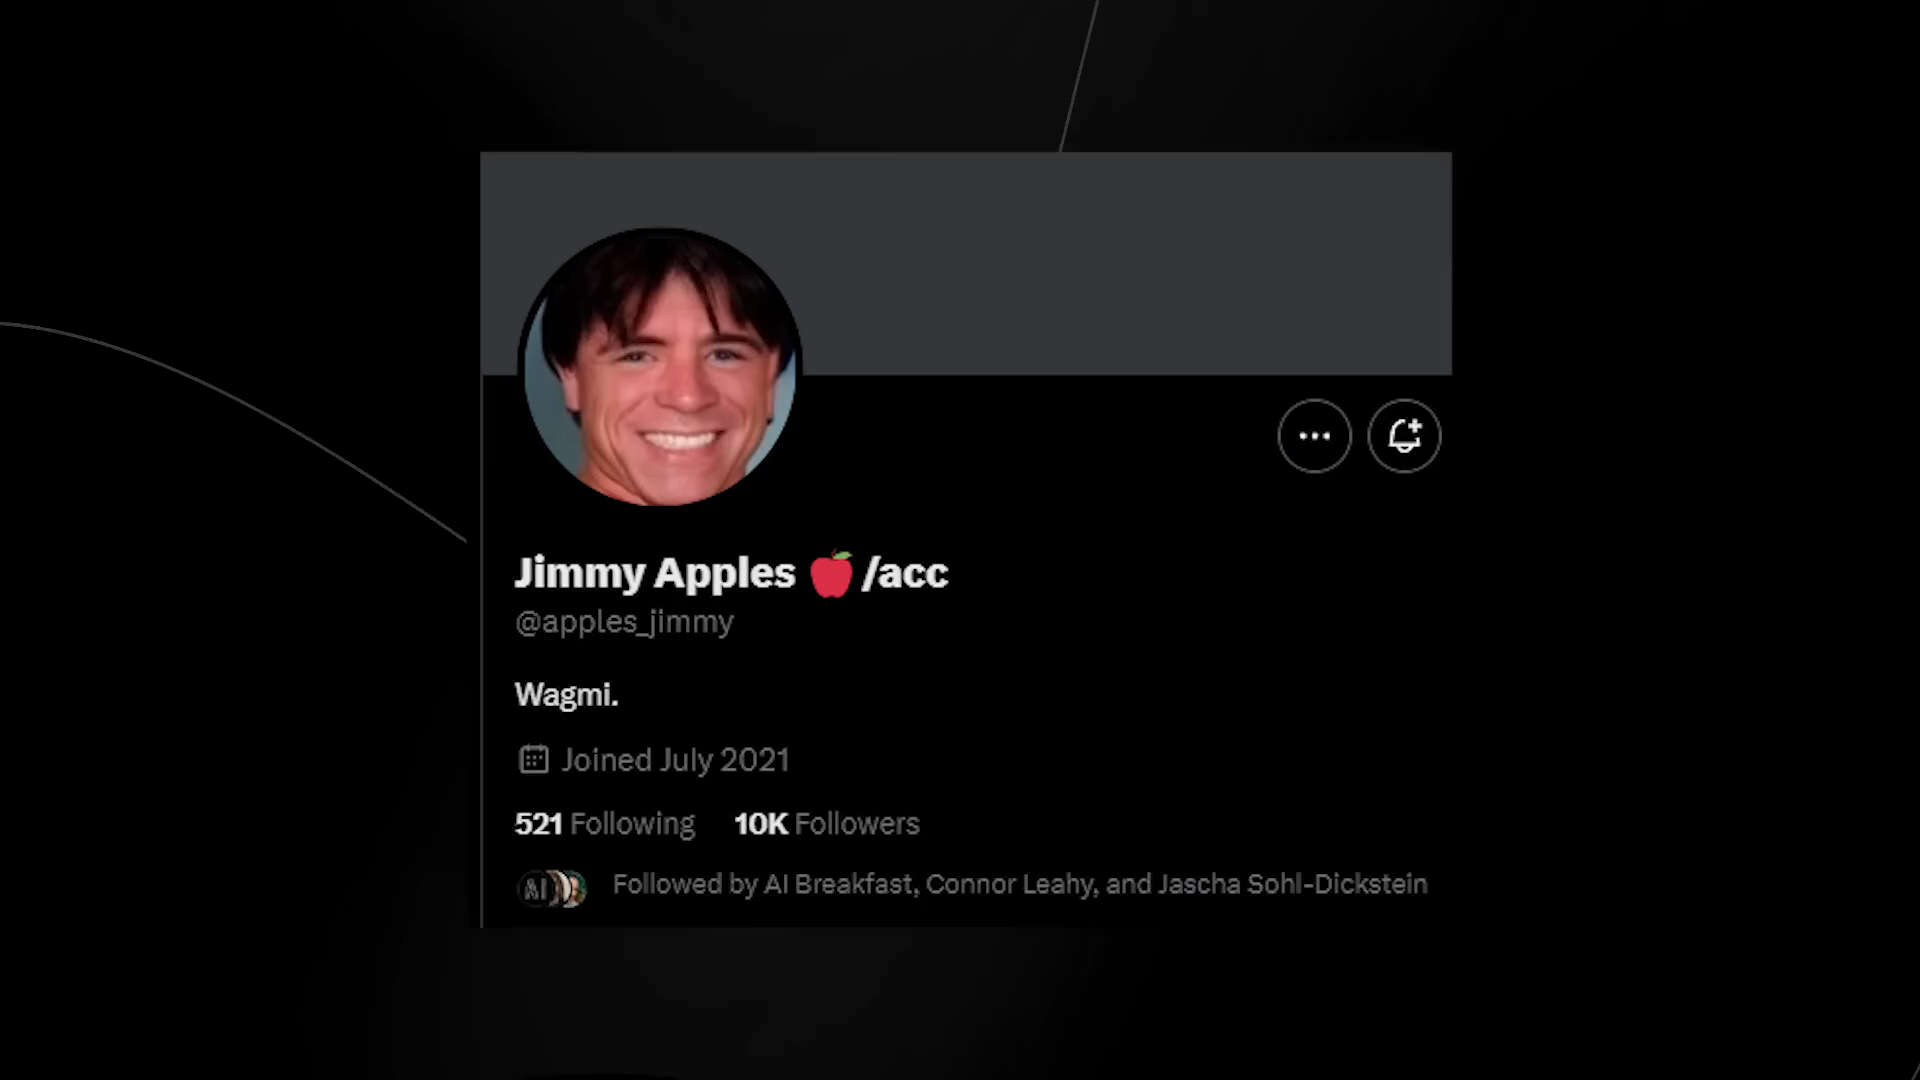 Jimmy Apples 🍎/acc
@apples_jimmy
Wagmi.
Joined July 2021
521 Following 10K Followers
AI Followed by AI Breakfast, Connor Leahy, and Jascha Sohl-Dickstein